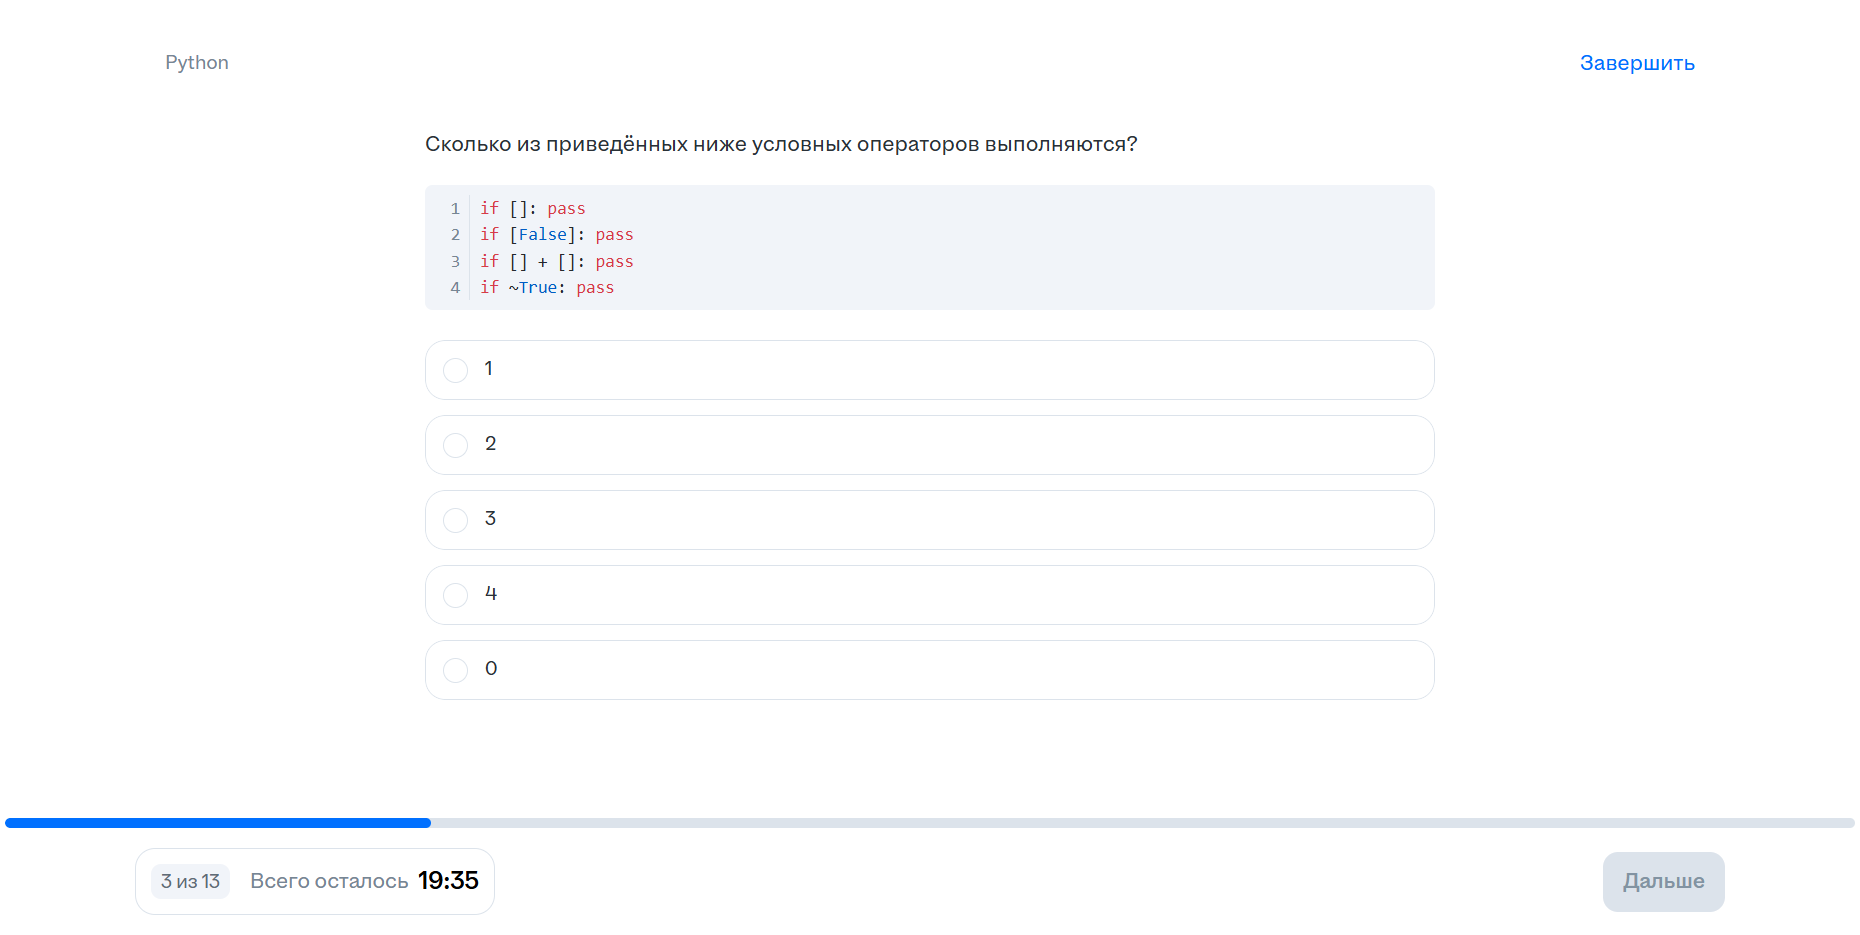 Python
Завершить
Сколько из приведённых ниже условных операторов выполняются?
1 if []: pass
2 if [False]: pass
3 if [] + []: pass
4 if ~True: pass
1
2
3
4
0
3 из 13 Всего осталось 19:35
Дальше